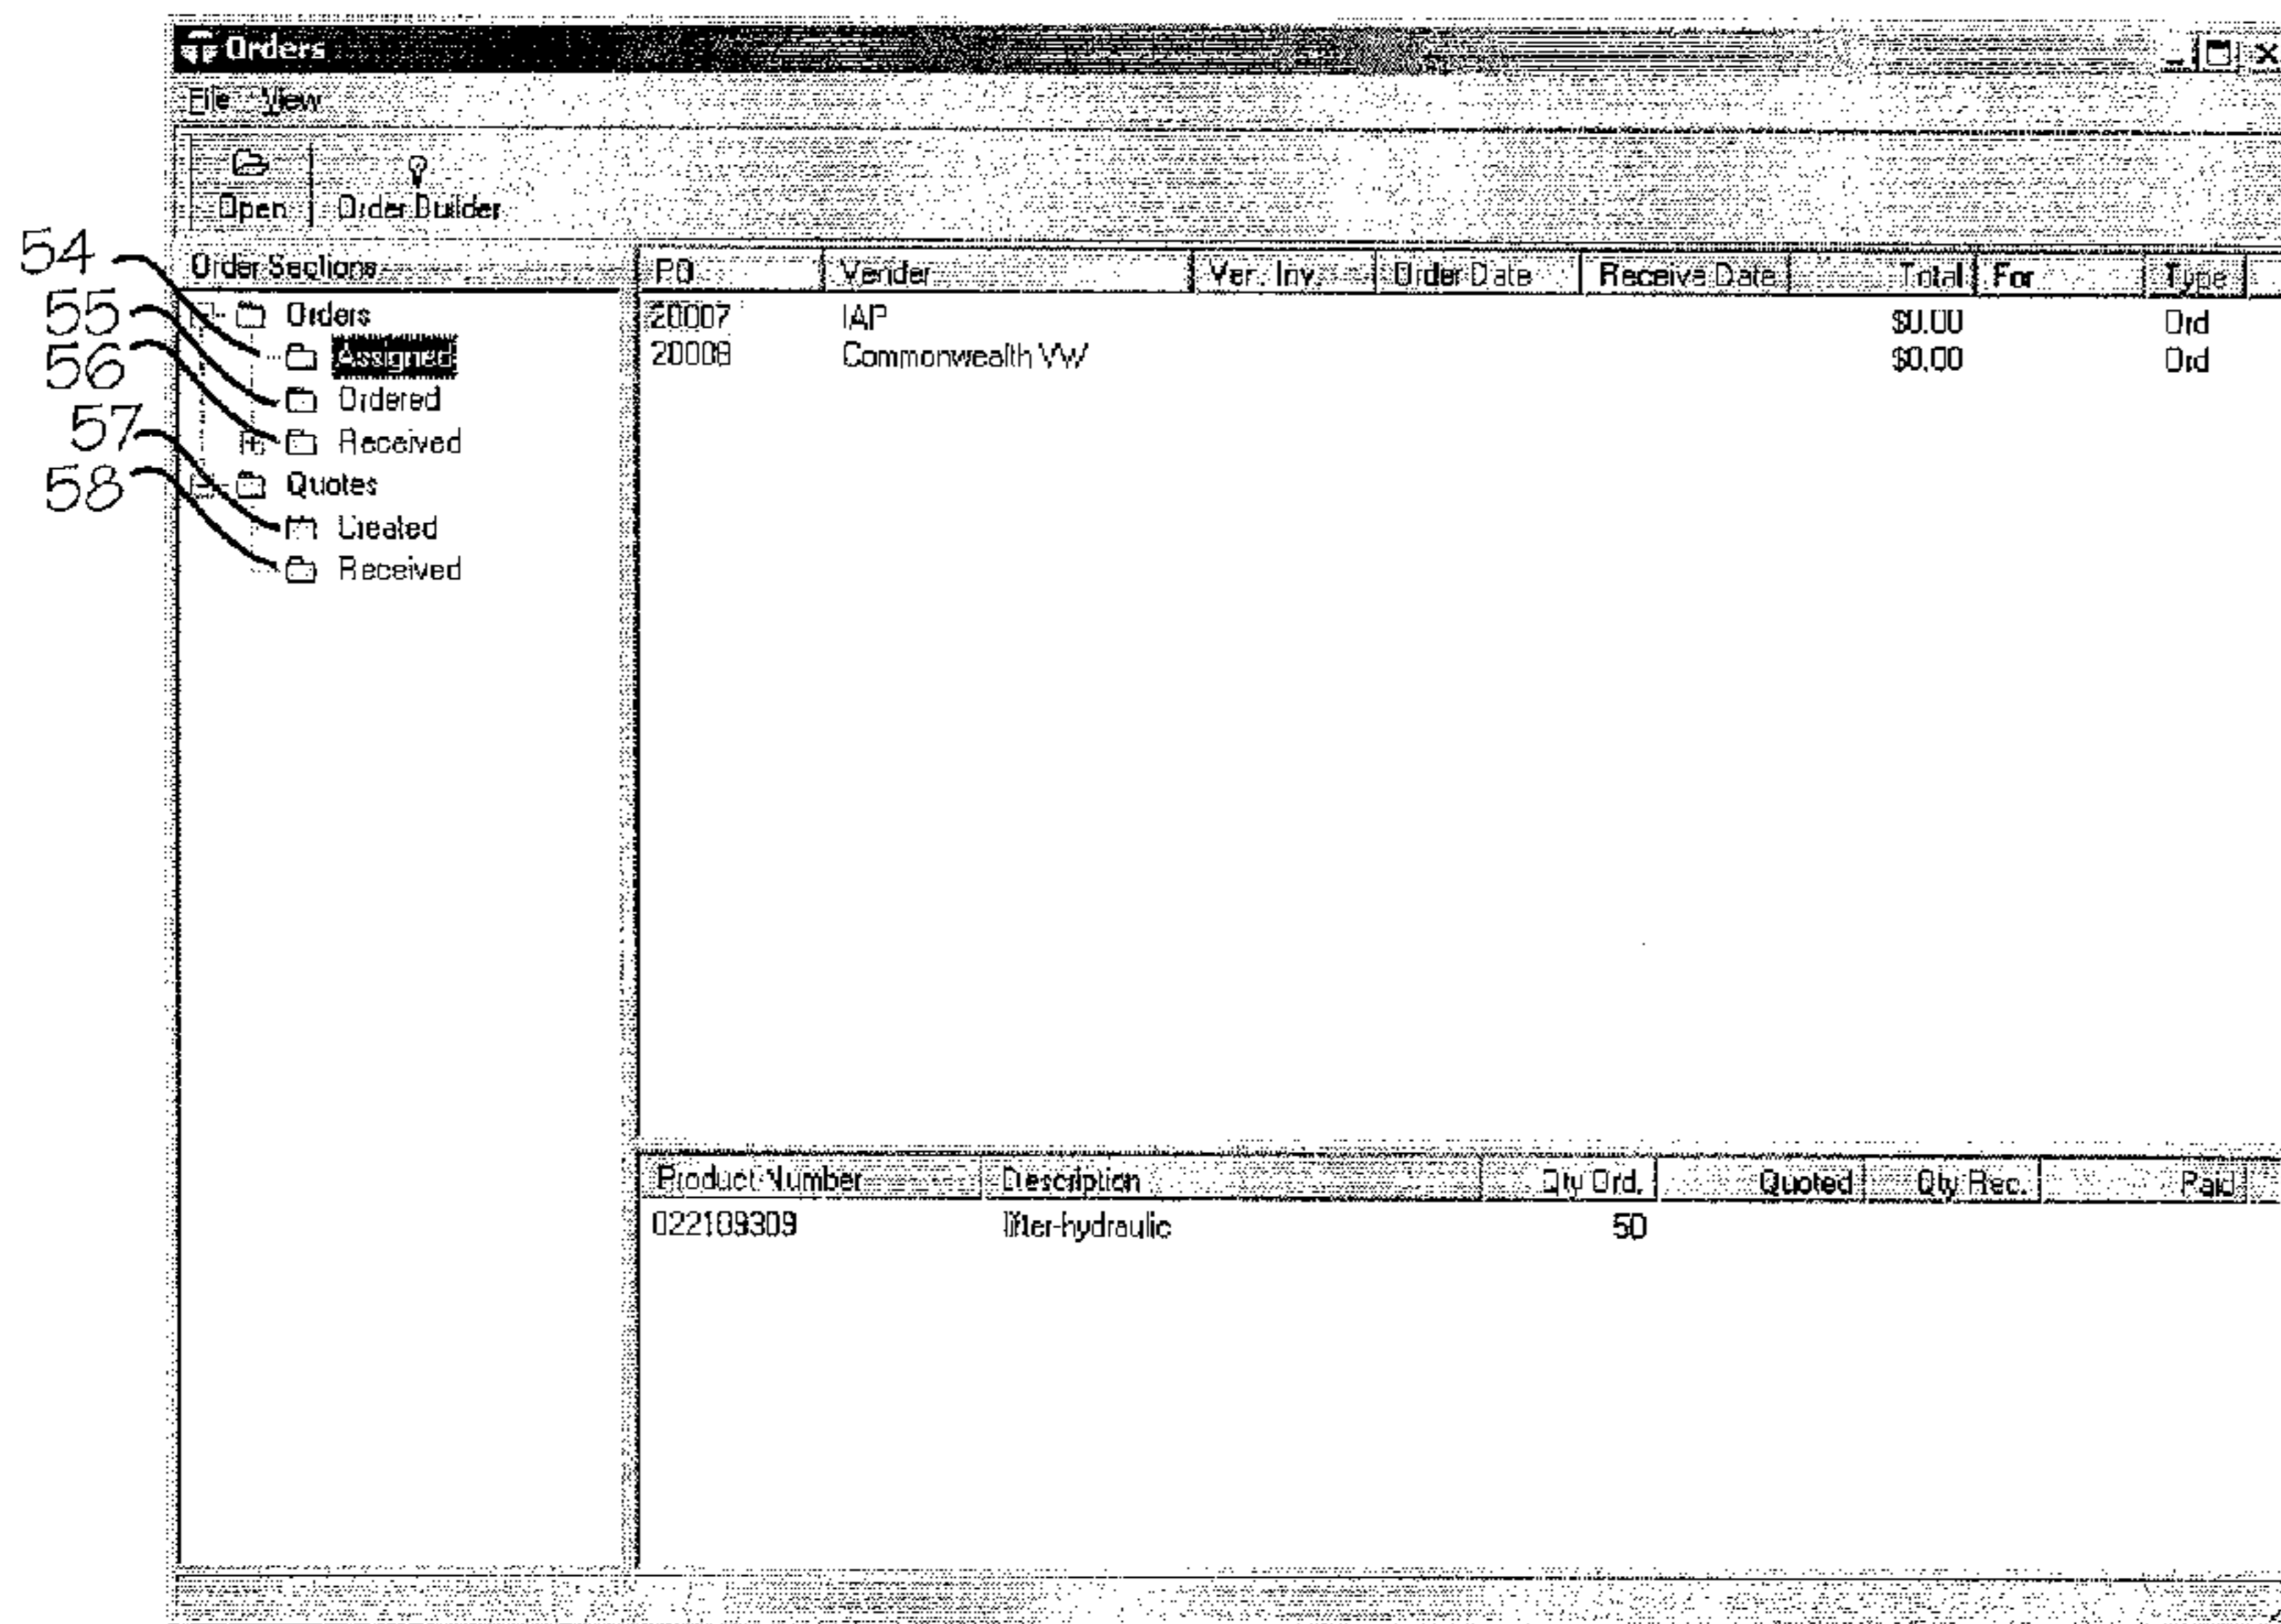 Orders
File View
Open Order Builder
54 55 56 57 58
Order Sections
Orders
Assigned
Ordered
Received
Quotes
Created
Received
PO Vender Ven. Inv. Order Date Receive Date Total For Type
20007 IAP $0.00 Ord
20008 Commonwealth VW $0.00 Ord
Product Number Description Qty Ord. Quoted Qty Rec. Paid
022109309 lifter-hydraulic 50